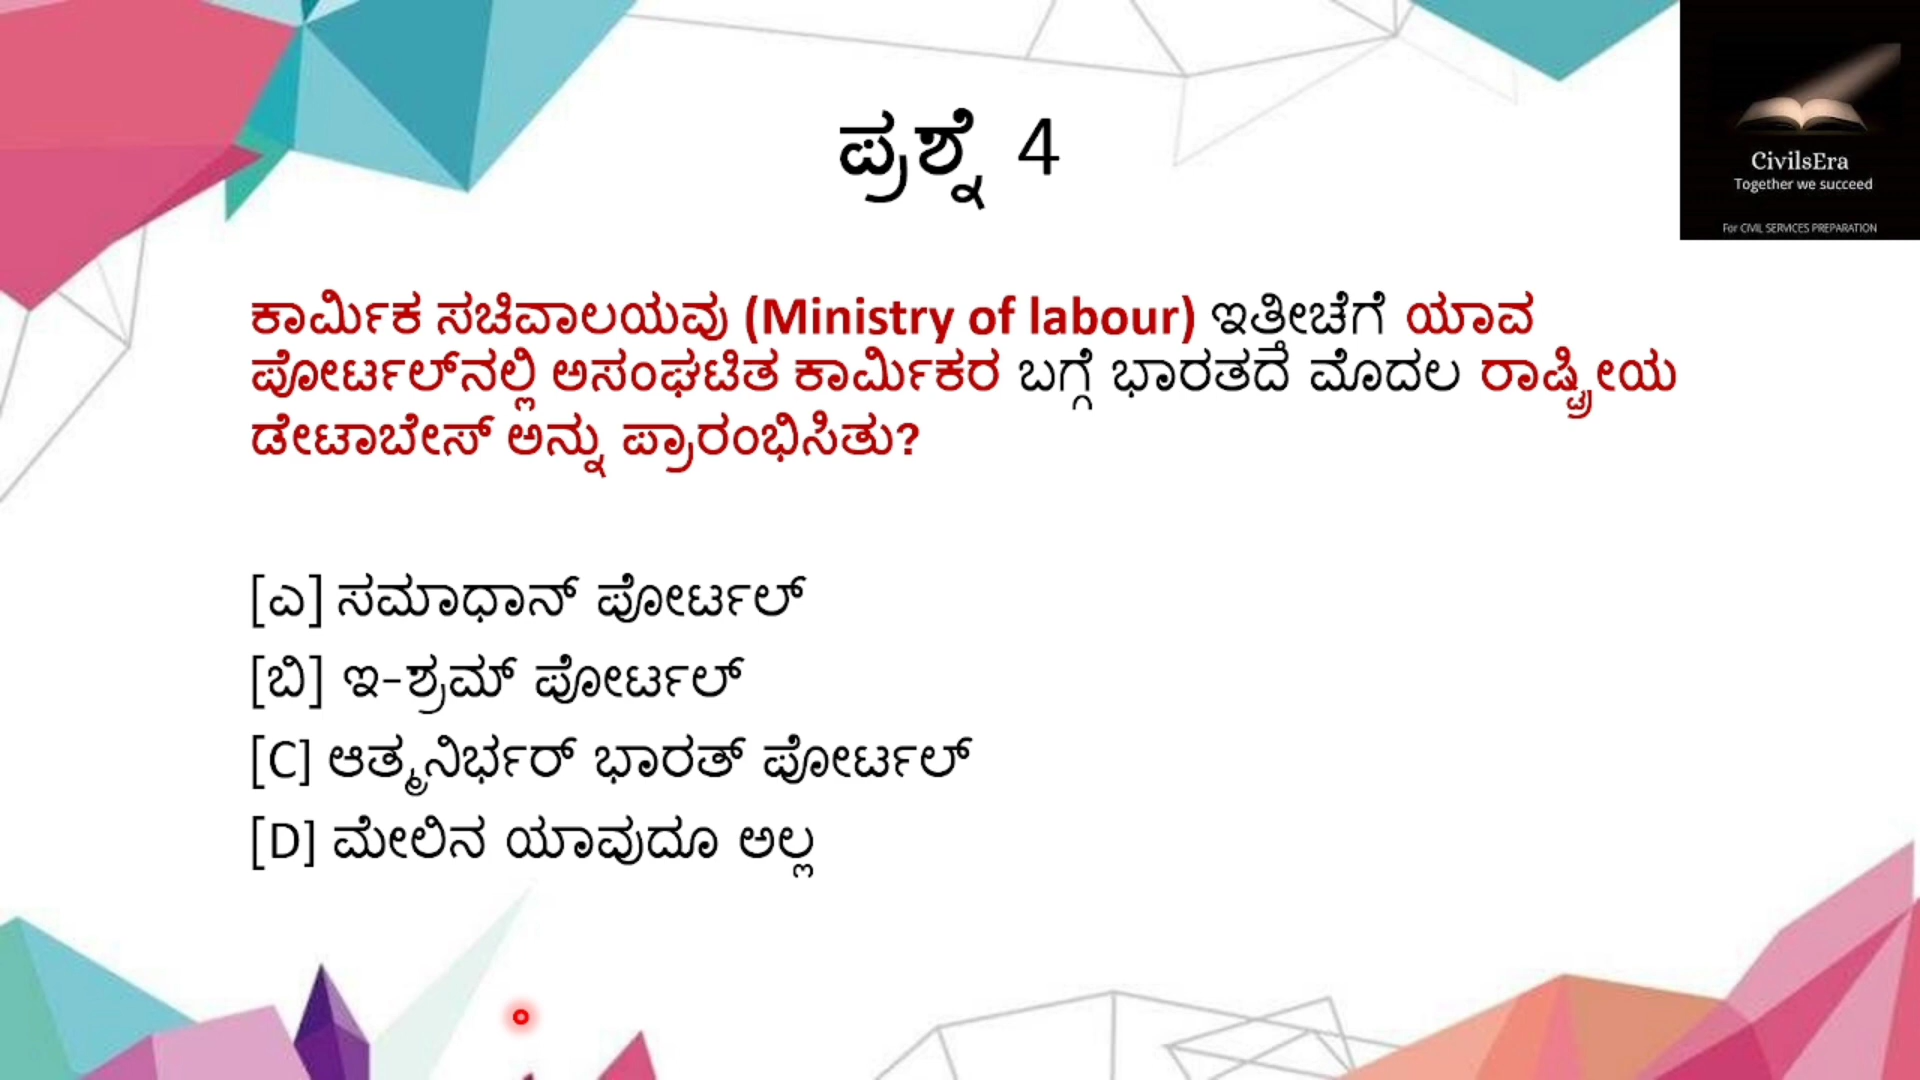 CivilsEra
Together we succeed
For CIVIL SERVICES PREPARATION
ಪ್ರಶ್ನೆ 4
ಕಾರ್ಮಿಕ ಸಚಿವಾಲಯವು (Ministry of labour) ಇತ್ತೀಚೆಗೆ ಯಾವ
ಪೋರ್ಟಲ್‌ನಲ್ಲಿ ಅಸಂಘಟಿತ ಕಾರ್ಮಿಕರ ಬಗ್ಗೆ ಭಾರತದ ಮೊದಲ ರಾಷ್ಟ್ರೀಯ
ಡೇಟಾಬೇಸ್ ಅನ್ನು ಪ್ರಾರಂಭಿಸಿತು?
[ಎ] ಸಮಾಧಾನ್ ಪೋರ್ಟಲ್
[ಬಿ] ಇ-ಶ್ರಮ್ ಪೋರ್ಟಲ್
[C] ಆತ್ಮನಿರ್ಭರ್ ಭಾರತ್ ಪೋರ್ಟಲ್
[D] ಮೇಲಿನ ಯಾವುದೂ ಅಲ್ಲ